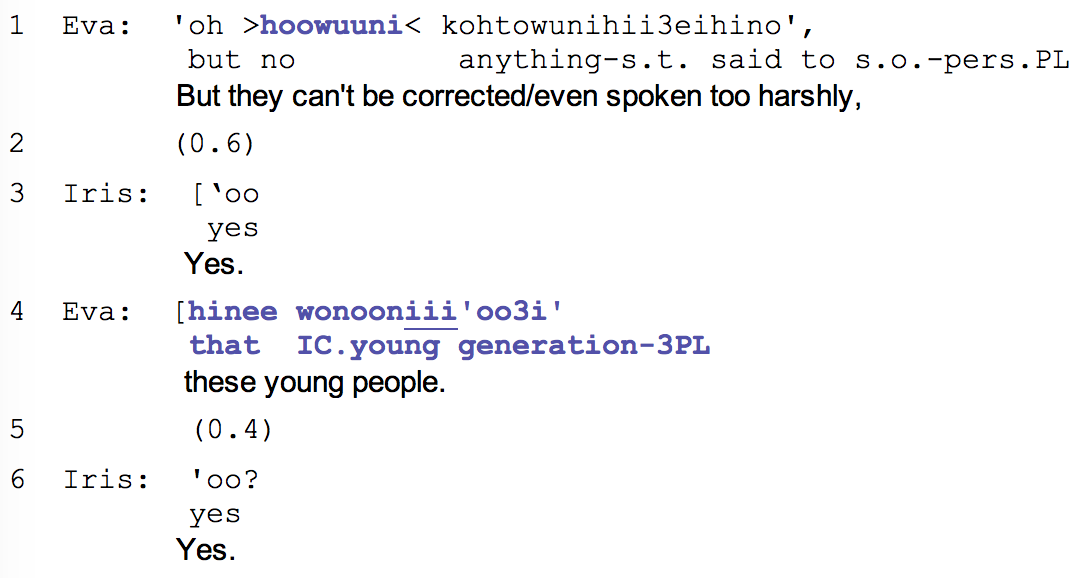 1 Eva: 'oh >hoowuuni< kohtowunihii3eihino',
but no anything-s.t. said to s.o.-pers.PL
But they can't be corrected/even spoken too harshly,
2 (0.6)
3 Iris: [‛oo
yes
Yes.
4 Eva: [hinee wonooniii'oo3i'
that IC.young generation-3PL
these young people.
5 (0.4)
6 Iris: 'oo?
yes
Yes.